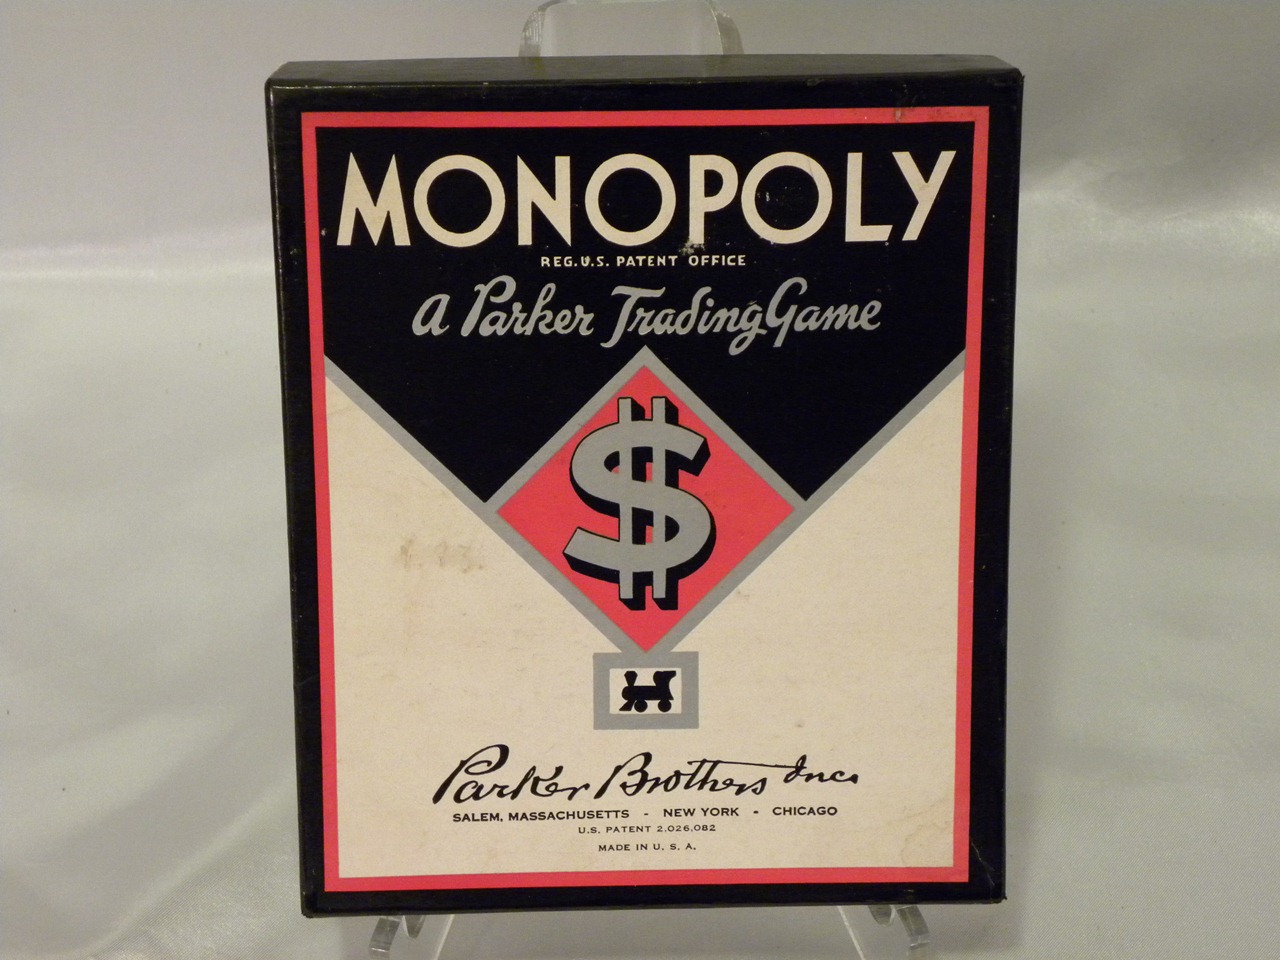 MONOPOLY
REG. U.S. PATENT OFFICE
A Parker Trading Game
$
Parker Brothers Inc.
SALEM, MASSACHUSETTS - NEW YORK - CHICAGO
U.S. PATENT 2,026,082
MADE IN U. S. A.